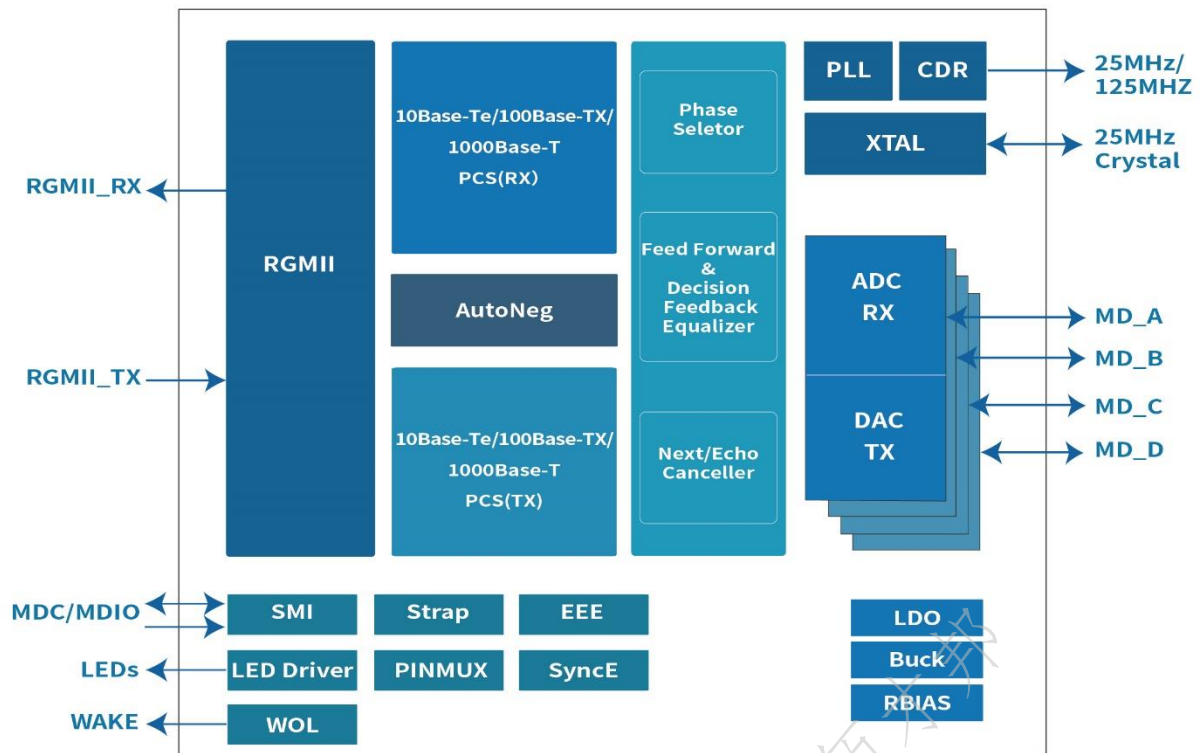 RGMII_RX
RGMII_TX
RGMII
10Base-Te/100Base-TX/
1000Base-T
PCS(RX)
AutoNeg
10Base-Te/100Base-TX/
1000Base-T
PCS(TX)
Phase
Seletor
Feed Forward
&
Decision
Feedback
Equalizer
Next/Echo
Canceller
PLL
CDR
25MHz/
125MHZ
XTAL
25MHz
Crystal
ADC
RX
DAC
TX
MD_A
MD_B
MD_C
MD_D
MDC/MDIO
SMI
Strap
EEE
LEDs
LED Driver
PINMUX
SyncE
WAKE
WOL
LDO
Buck
RBIAS